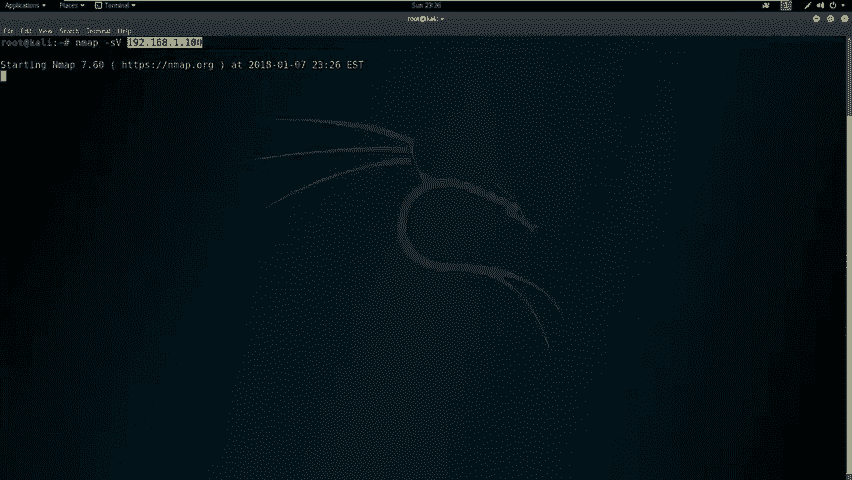 Applications Places Terminal Sun 23:26
root@kali: ~
File Edit View Search Terminal Help
root@kali:~# nmap -sV 192.168.1.100
Starting Nmap 7.60 ( https://nmap.org ) at 2018-01-07 23:26 EST